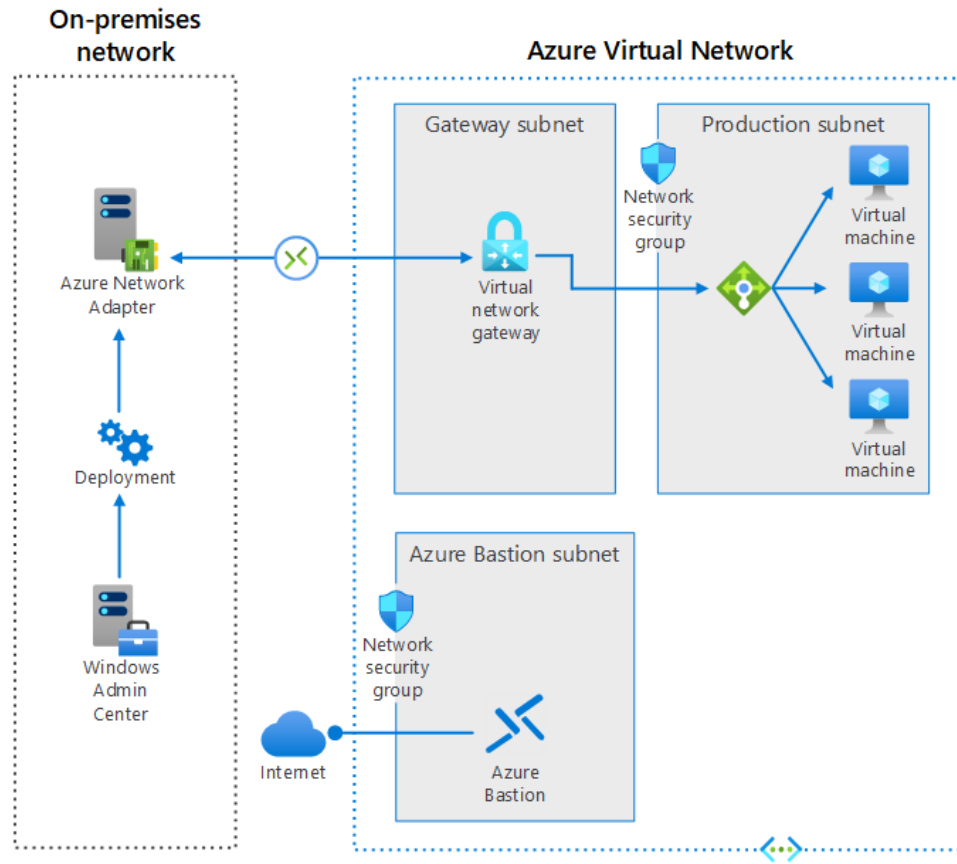 On-premises
network
Azure Virtual Network
Gateway subnet
Production subnet
Network
security
group
Virtual
machine
Azure Network
Adapter
Virtual
network
gateway
Virtual
machine
Virtual
machine
Deployment
Azure Bastion subnet
Network
security
group
Windows
Admin
Center
Internet
Azure
Bastion